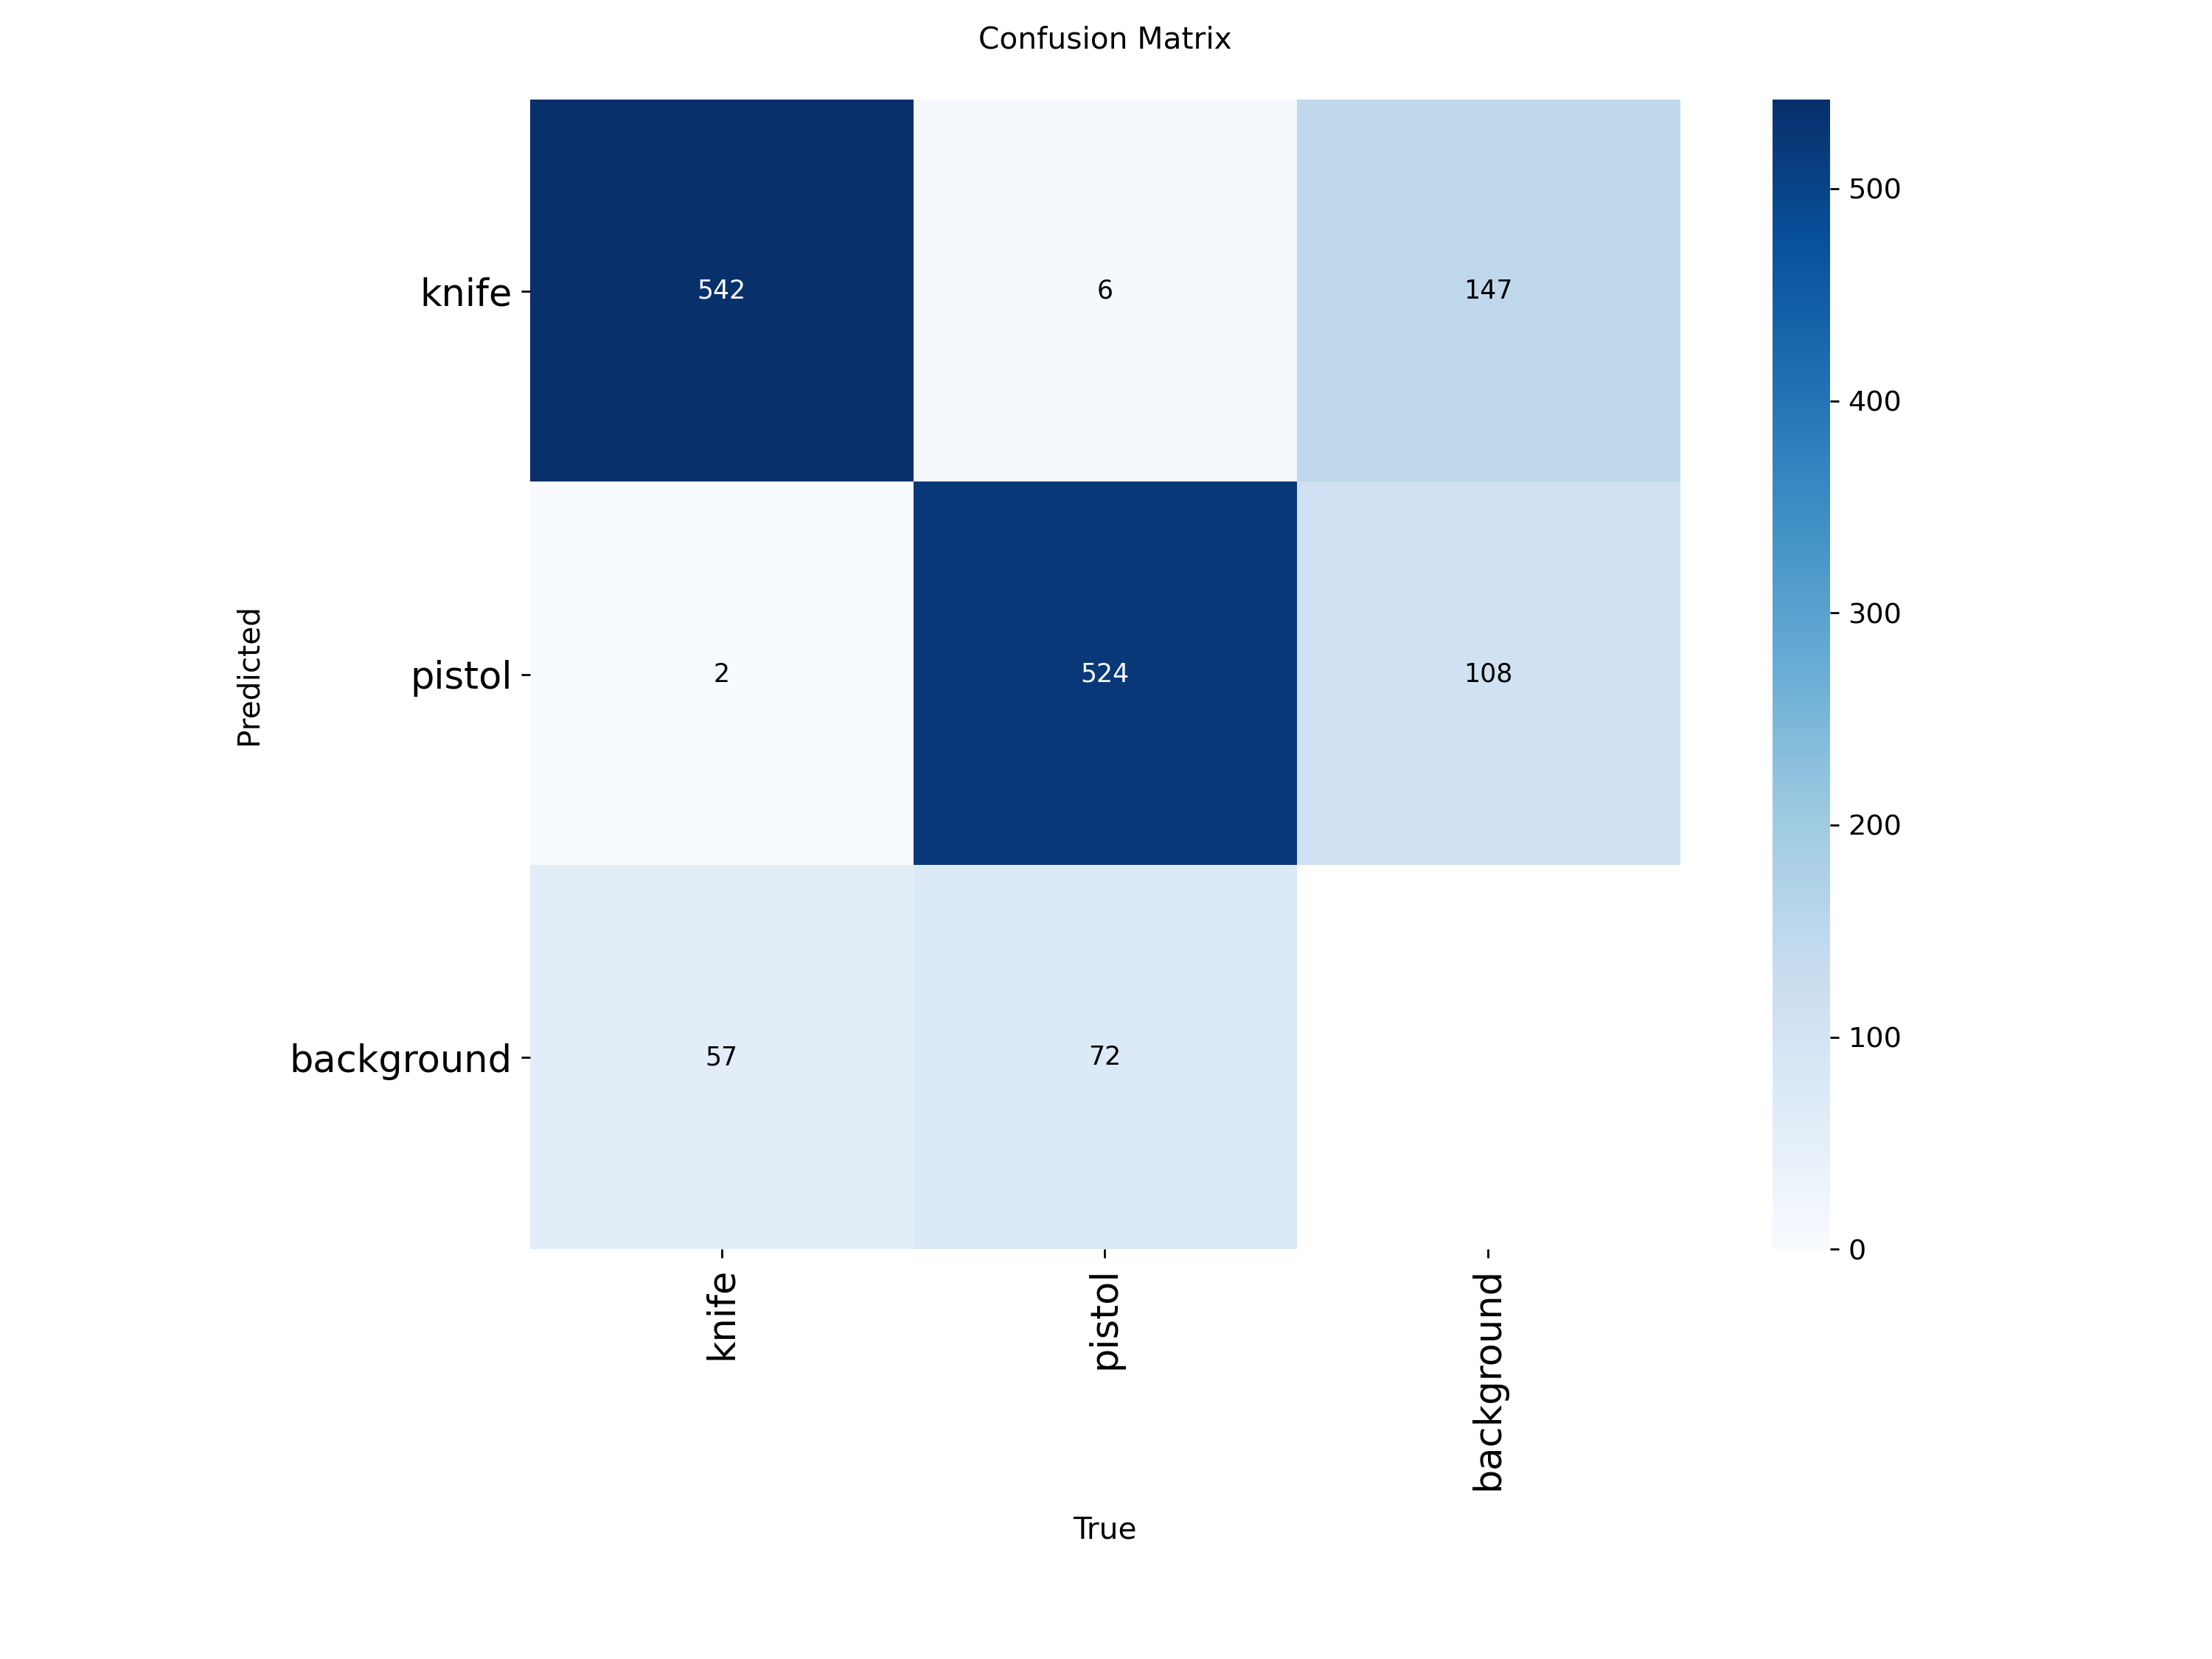 Confusion Matrix
knife
542
6
147
pistol
2
524
108
background
57
72
Predicted
knife
pistol
background
True
500
400
300
200
100
0